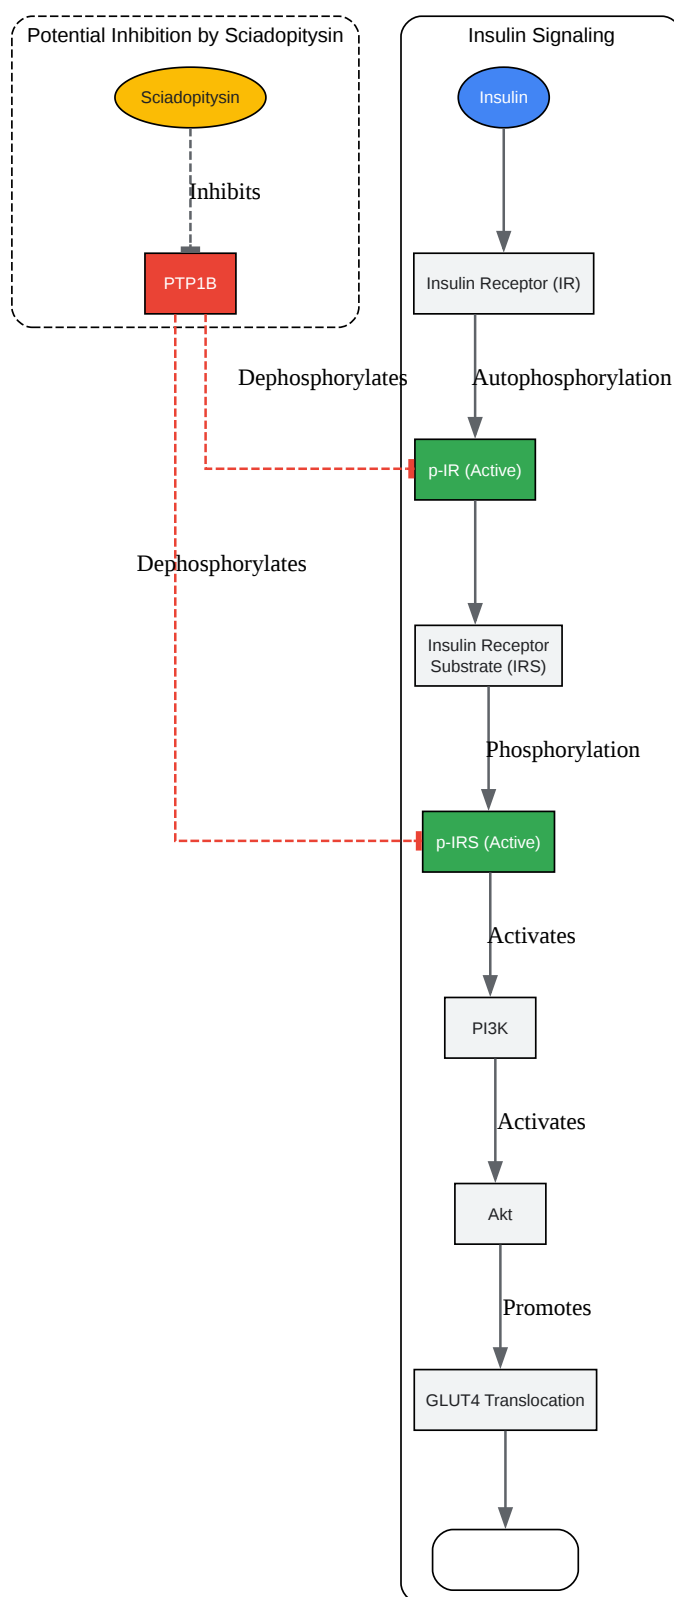 Potential Inhibition by Sciadopitysin
Sciadopitysin
Inhibits
PTP1B
Dephosphorylates
Dephosphorylates
Insulin Signaling
Insulin
Insulin Receptor (IR)
Autophosphorylation
p-IR (Active)
Insulin Receptor
Substrate (IRS)
Phosphorylation
p-IRS (Active)
Activates
PI3K
Activates
Akt
Promotes
GLUT4 Translocation